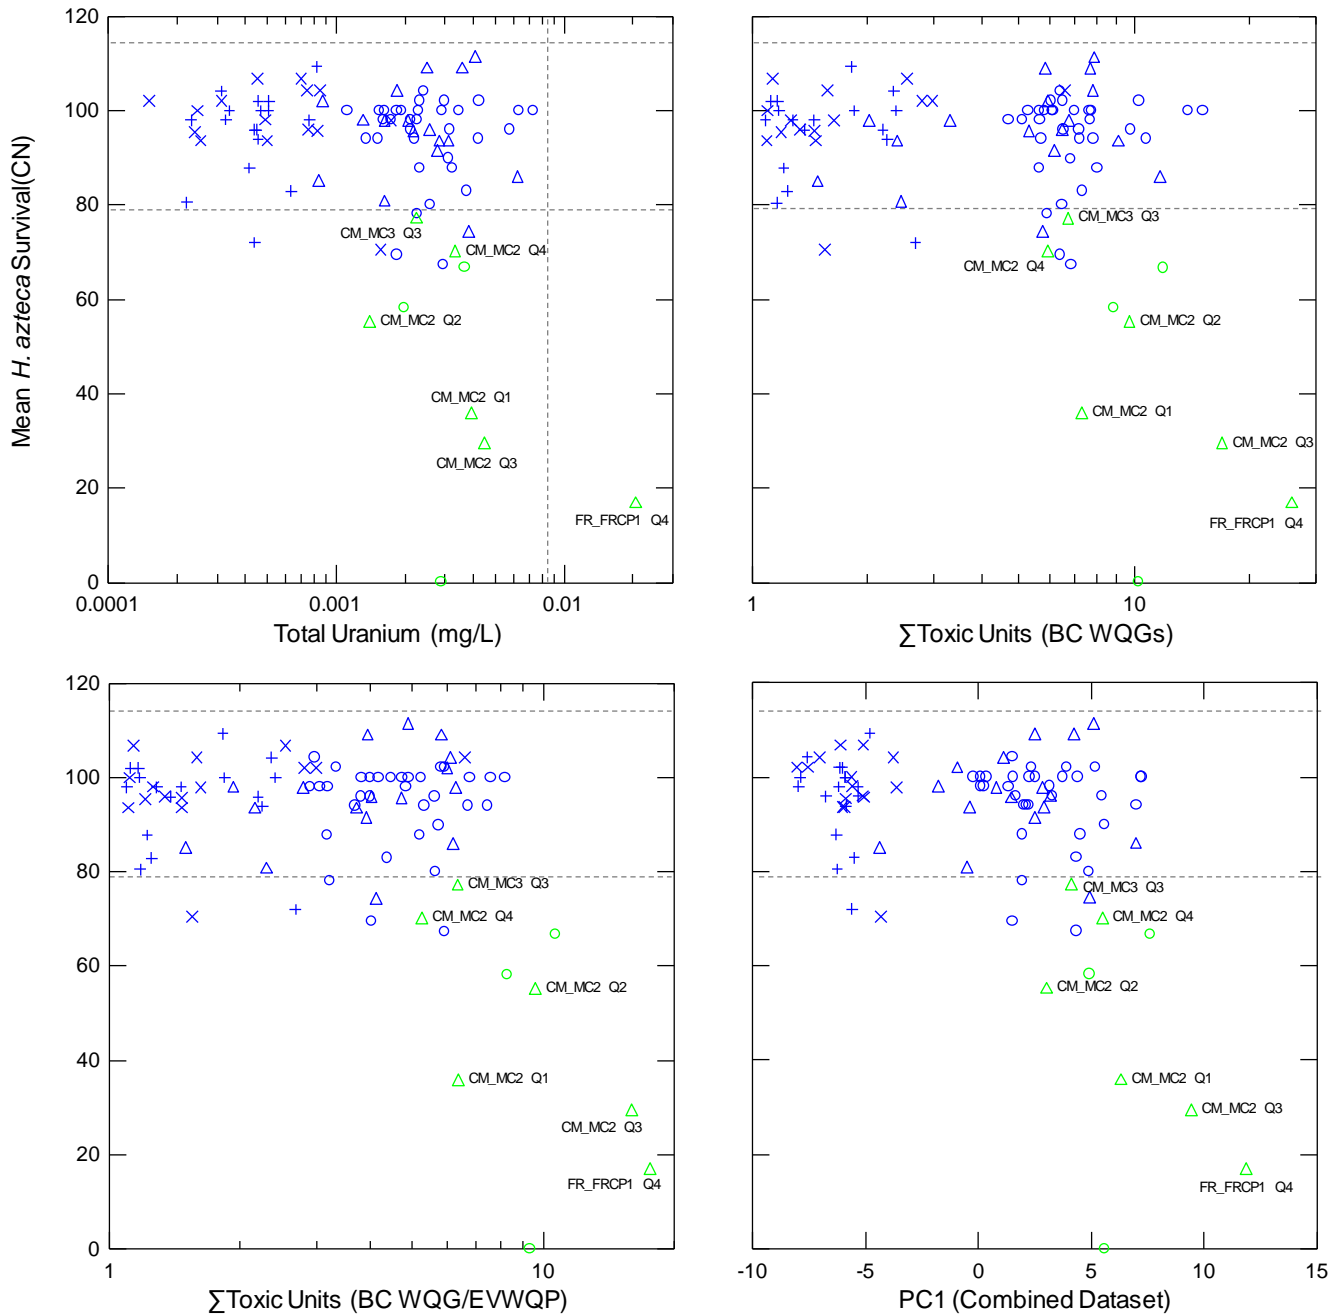 120
100
80
60
40
20
0
Mean H. azteca Survival(CN)
CM_MC3 Q3
CM_MC2 Q4
CM_MC2 Q2
CM_MC2 Q1
CM_MC2 Q3
FR_FRCP1 Q4
0.0001 0.001 0.01
Total Uranium (mg/L)
CM_MC3 Q3
CM_MC2 Q4
CM_MC2 Q2
CM_MC2 Q1
CM_MC2 Q3
FR_FRCP1 Q4
1 10
∑Toxic Units (BC WQGs)
120
100
80
60
40
20
0
CM_MC3 Q3
CM_MC2 Q4
CM_MC2 Q2
CM_MC2 Q1
CM_MC2 Q3
FR_FRCP1 Q4
1 10
∑Toxic Units (BC WQG/EVWQP)
CM_MC3 Q3
CM_MC2 Q4
CM_MC2 Q2
CM_MC2 Q1
CM_MC2 Q3
FR_FRCP1 Q4
-10 -5 0 5 10 15
PC1 (Combined Dataset)